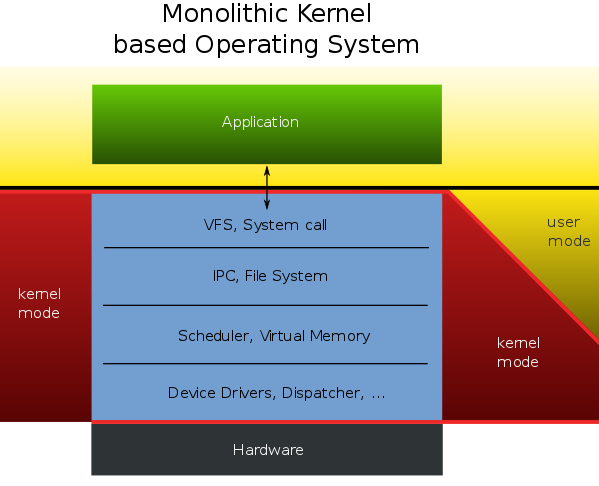 Monolithic Kernel
based Operating System
Application
VFS, System call
user
mode
IPC, File System
kernel
mode
Scheduler, Virtual Memory
kernel
mode
Device Drivers, Dispatcher, ...
Hardware